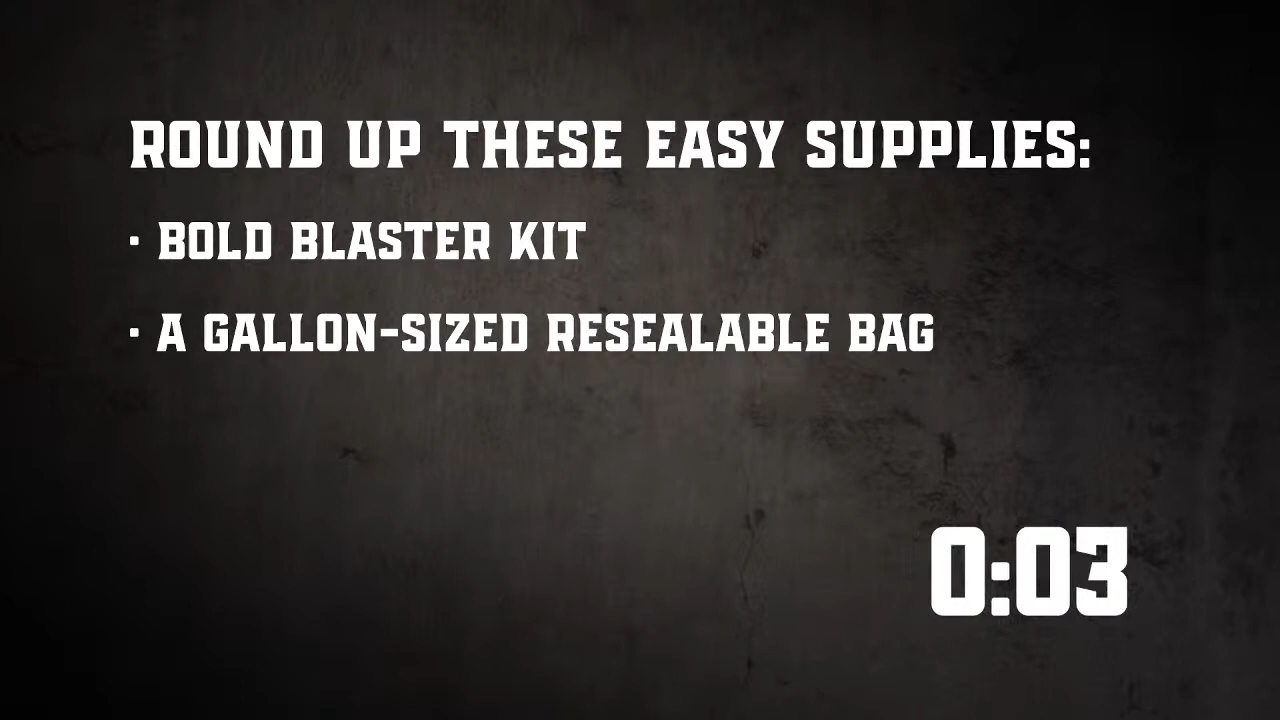 ROUND UP THESE EASY SUPPLIES:
· BOLD BLASTER KIT
· A GALLON-SIZED RESEALABLE BAG
0:03